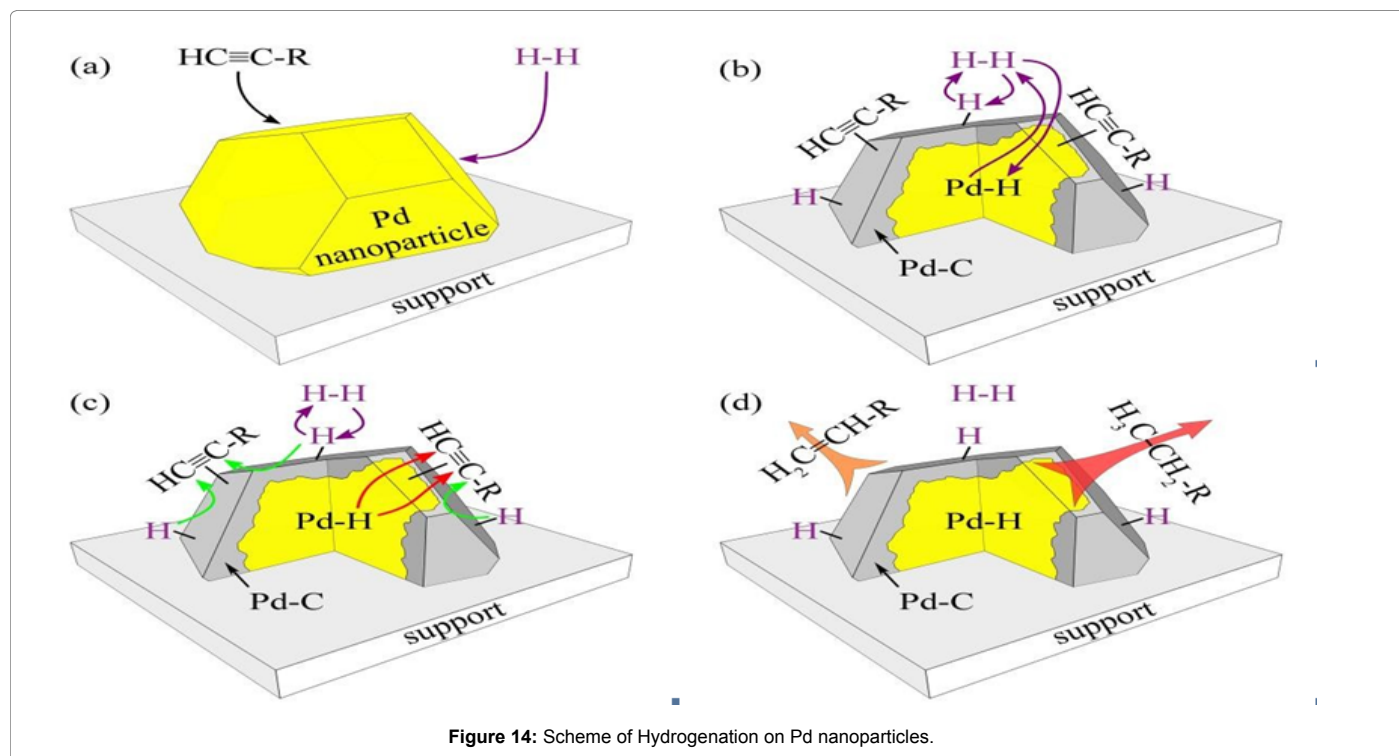 (a)
HC≡C-R
H-H
Pd
nanoparticle
support
(b)
H-H
H
HC≡C-R
HC≡C-R
H
Pd-H
H
Pd-C
support
(c)
H-H
H
HC≡C-R
HC≡C-R
H
Pd-H
H
Pd-C
support
(d)
H-H
H
H₂C=CH-R
H₃C-CH₂-R
H
Pd-H
H
Pd-C
support
Figure 14: Scheme of Hydrogenation on Pd nanoparticles.